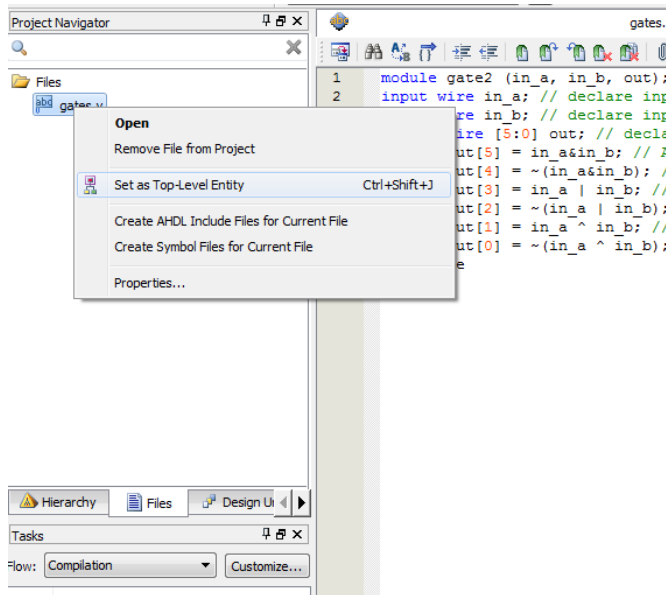 Project Navigator
gates.
Files
abd gates.v
Open
Remove File from Project
Set as Top-Level Entity Ctrl+Shift+J
Create AHDL Include Files for Current File
Create Symbol Files for Current File
Properties...
1 module gate2 (in_a, in_b, out);
2 input wire in_a; // declare inp
re in_b; // declare inp
ire [5:0] out; // decla
ut[5] = in_a&in_b; // A
ut[4] = ~(in_a&in_b); /
ut[3] = in_a | in_b; //
ut[2] = ~(in_a | in_b);
ut[1] = in_a ^ in_b; //
ut[0] = ~(in_a ^ in_b);
e
Hierarchy Files Design U
Tasks
Flow: Compilation Customize...